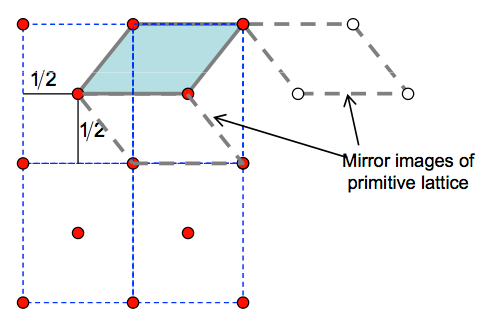 1/2
1/2
Mirror images of
primitive lattice